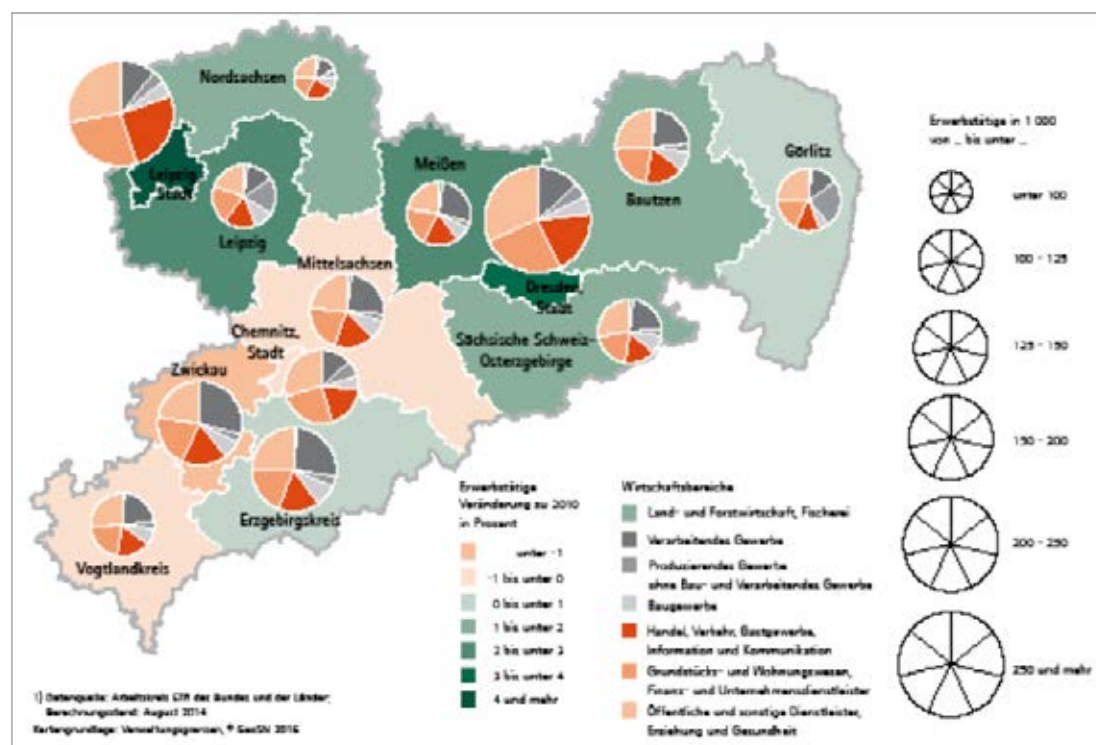 Nordsachsen
Leipzig
Stadt
Leipzig
Meißen
Bautzen
Görlitz
Mittelsachsen
Dresden,
Stadt
Chemnitz,
Stadt
Sächsische Schweiz-
Osterzgebirge
Zwickau
Erzgebirgskreis
Vogtlandkreis
Erwerbstätige in 1 000
von ... bis unter ...
unter 100
100 - 125
125 - 150
150 - 200
200 - 250
250 und mehr
Erwerbstätige
Veränderung zu 2010
in Prozent
unter -1
-1 bis unter 0
0 bis unter 1
1 bis unter 2
2 bis unter 3
3 bis unter 4
4 und mehr
Wirtschaftsbereiche
Land- und Forstwirtschaft, Fischerei
Verarbeitendes Gewerbe
Produzierendes Gewerbe
ohne Bau- und Verarbeitendes Gewerbe
Baugewerbe
Handel, Verkehr, Gastgewerbe,
Information und Kommunikation
Grundstücks- und Wohnungswesen,
Finanz- und Unternehmensdienstleister
Öffentliche und sonstige Dienstleister,
Erziehung und Gesundheit
1) Datenquelle: Arbeitskreis ETR des Bundes und der Länder;
Berechnungsstand: August 2014
Kartengrundlage: Verwaltungsgrenzen, © GeoSN 2016